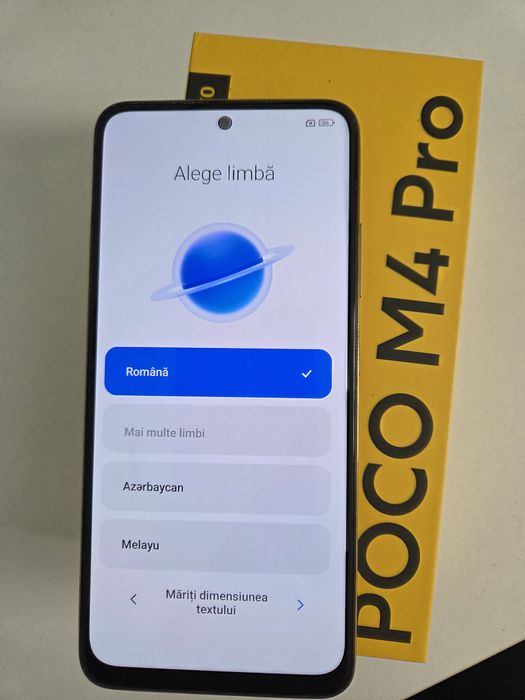 Alege limbă
Română
Mai multe limbi
Azərbaycan
Melayu
Măriți dimensiunea
textului
POCO M4 Pro